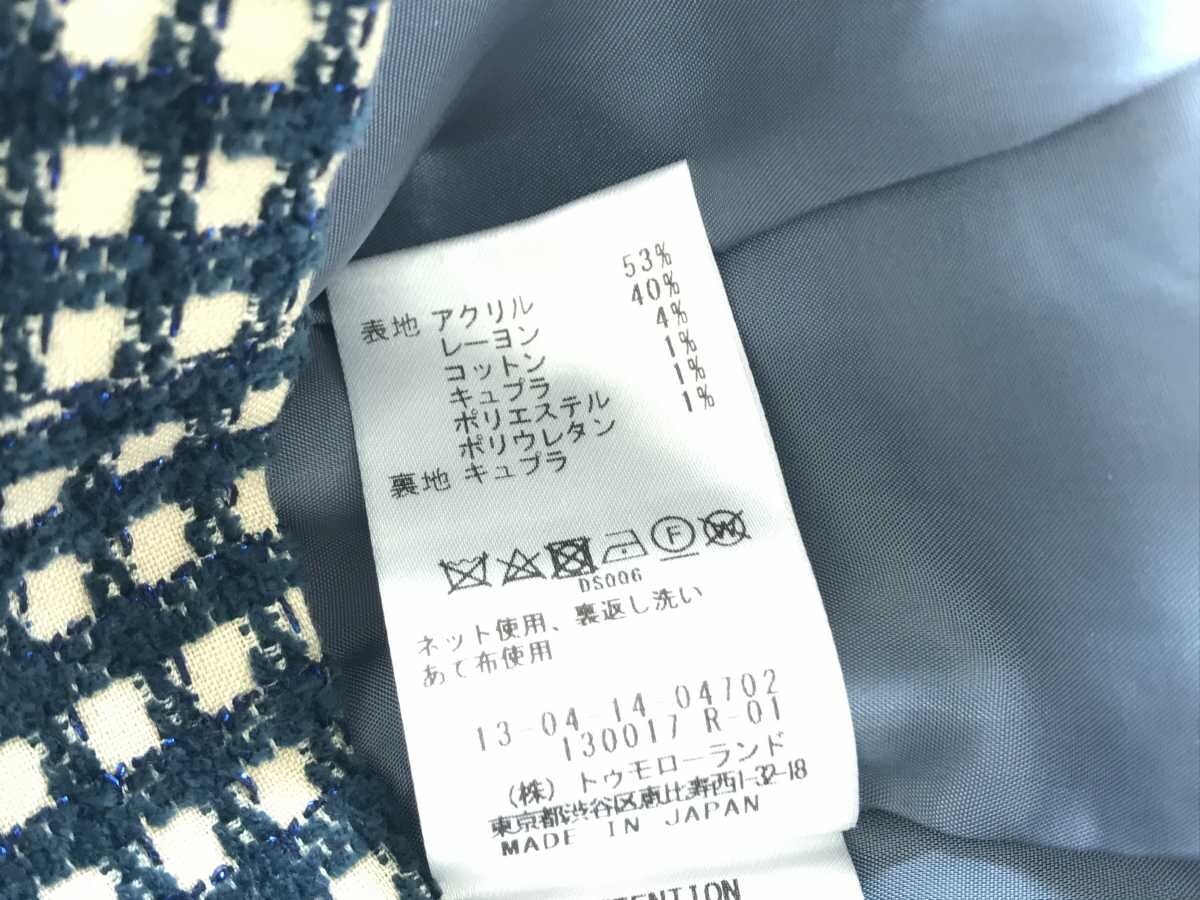 表地 アクリル 53%
レーヨン 40%
コットン 4%
キュプラ 1%
ポリエステル 1%
ポリウレタン 1%
裏地 キュプラ
F W
DS006
ネット使用、裏返し洗い
あて布使用
13-04-14-04702
130017 R-01
(株) トゥモローランド
東京都渋谷区恵比寿西1-32-18
MADE IN JAPAN
TENTION